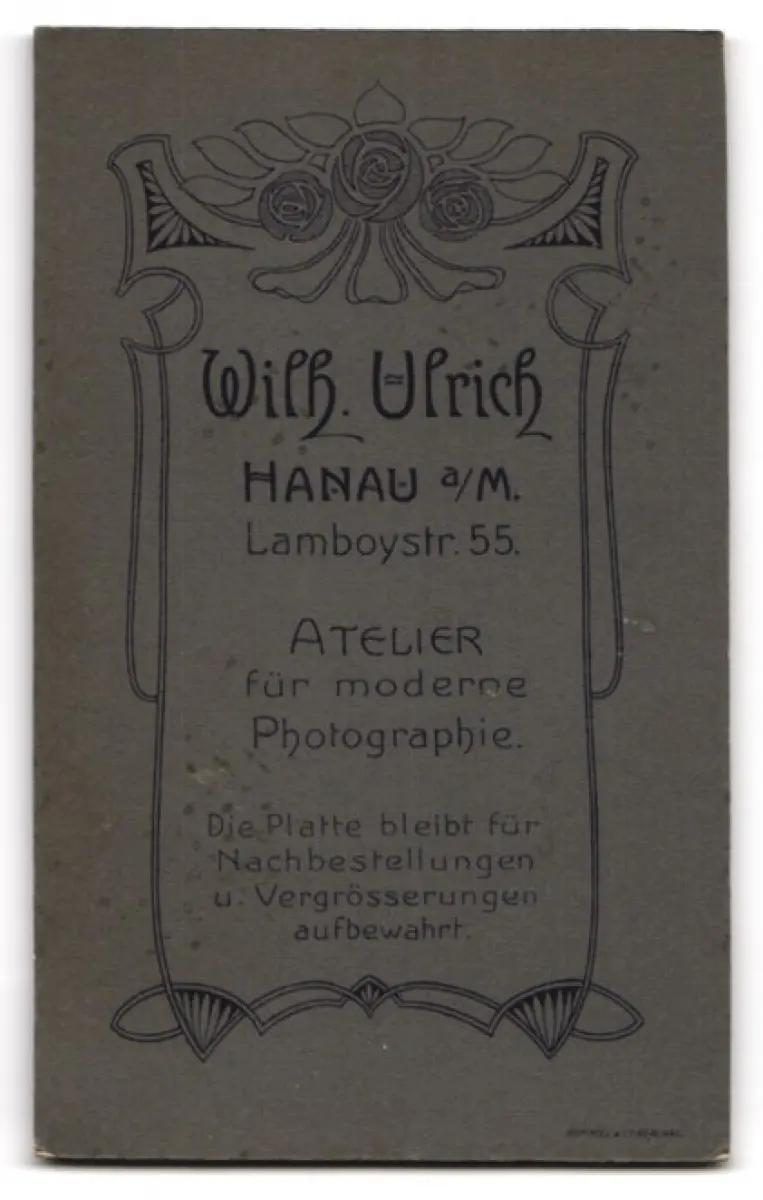 Wilh. Ulrich
HANAU a/M.
Lamboystr. 55.
ATELIER
für moderne
Photographie.
Die Platte bleibt für
Nachbestellungen
u. Vergrösserungen
aufbewahrt.